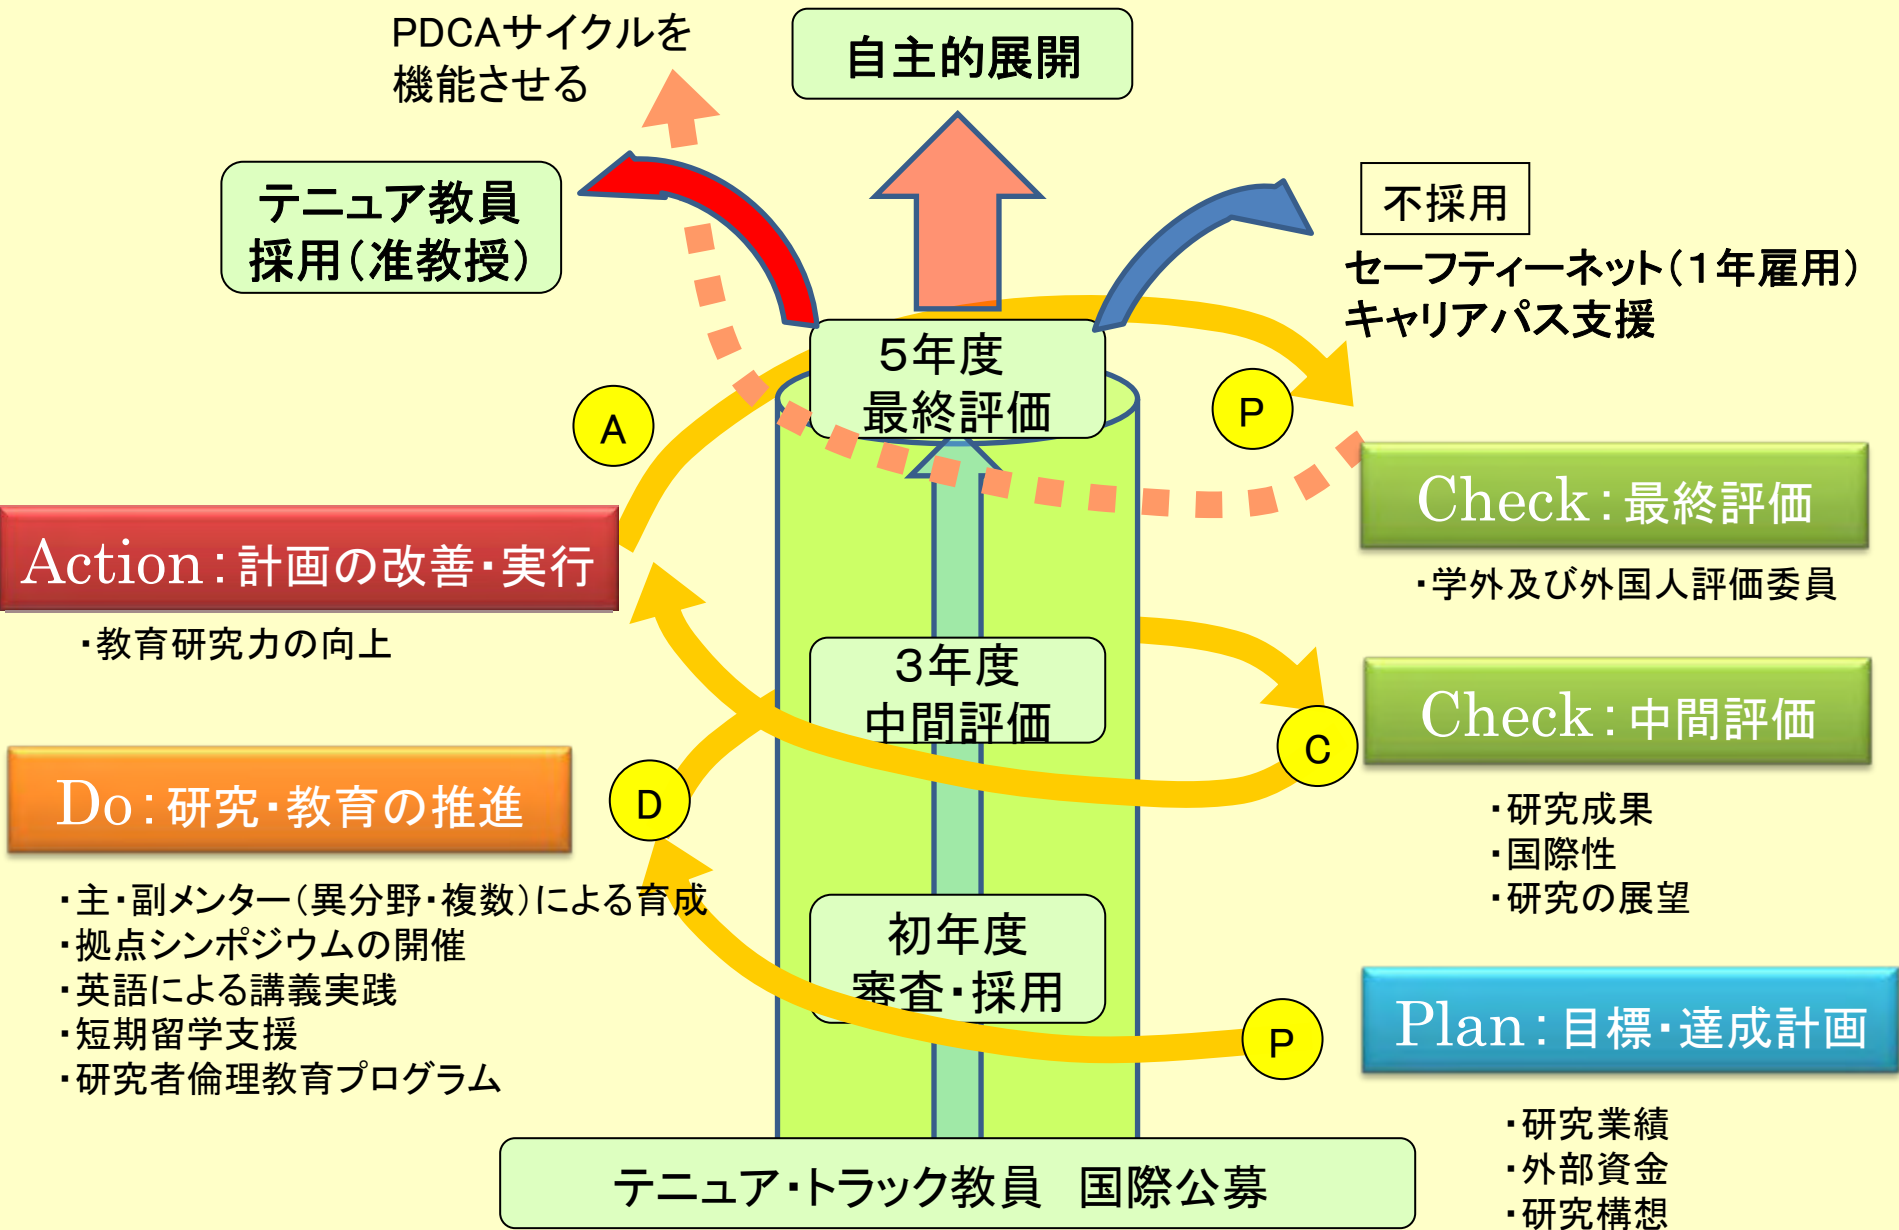 PDCAサイクルを
機能させる
自主的展開
テニュア教員
採用(准教授)
不採用
セーフティーネット(1年雇用)
キャリアパス支援
5年度
最終評価
A
P
Check:最終評価
・学外及び外国人評価委員
Action:計画の改善・実行
・教育研究力の向上
3年度
中間評価
C
Check:中間評価
・研究成果
・国際性
・研究の展望
Do:研究・教育の推進
D
・主・副メンター(異分野・複数)による育成
・拠点シンポジウムの開催
・英語による講義実践
・短期留学支援
・研究者倫理教育プログラム
初年度
審査・採用
P
Plan:目標・達成計画
・研究業績
・外部資金
・研究構想
テニュア・トラック教員 国際公募